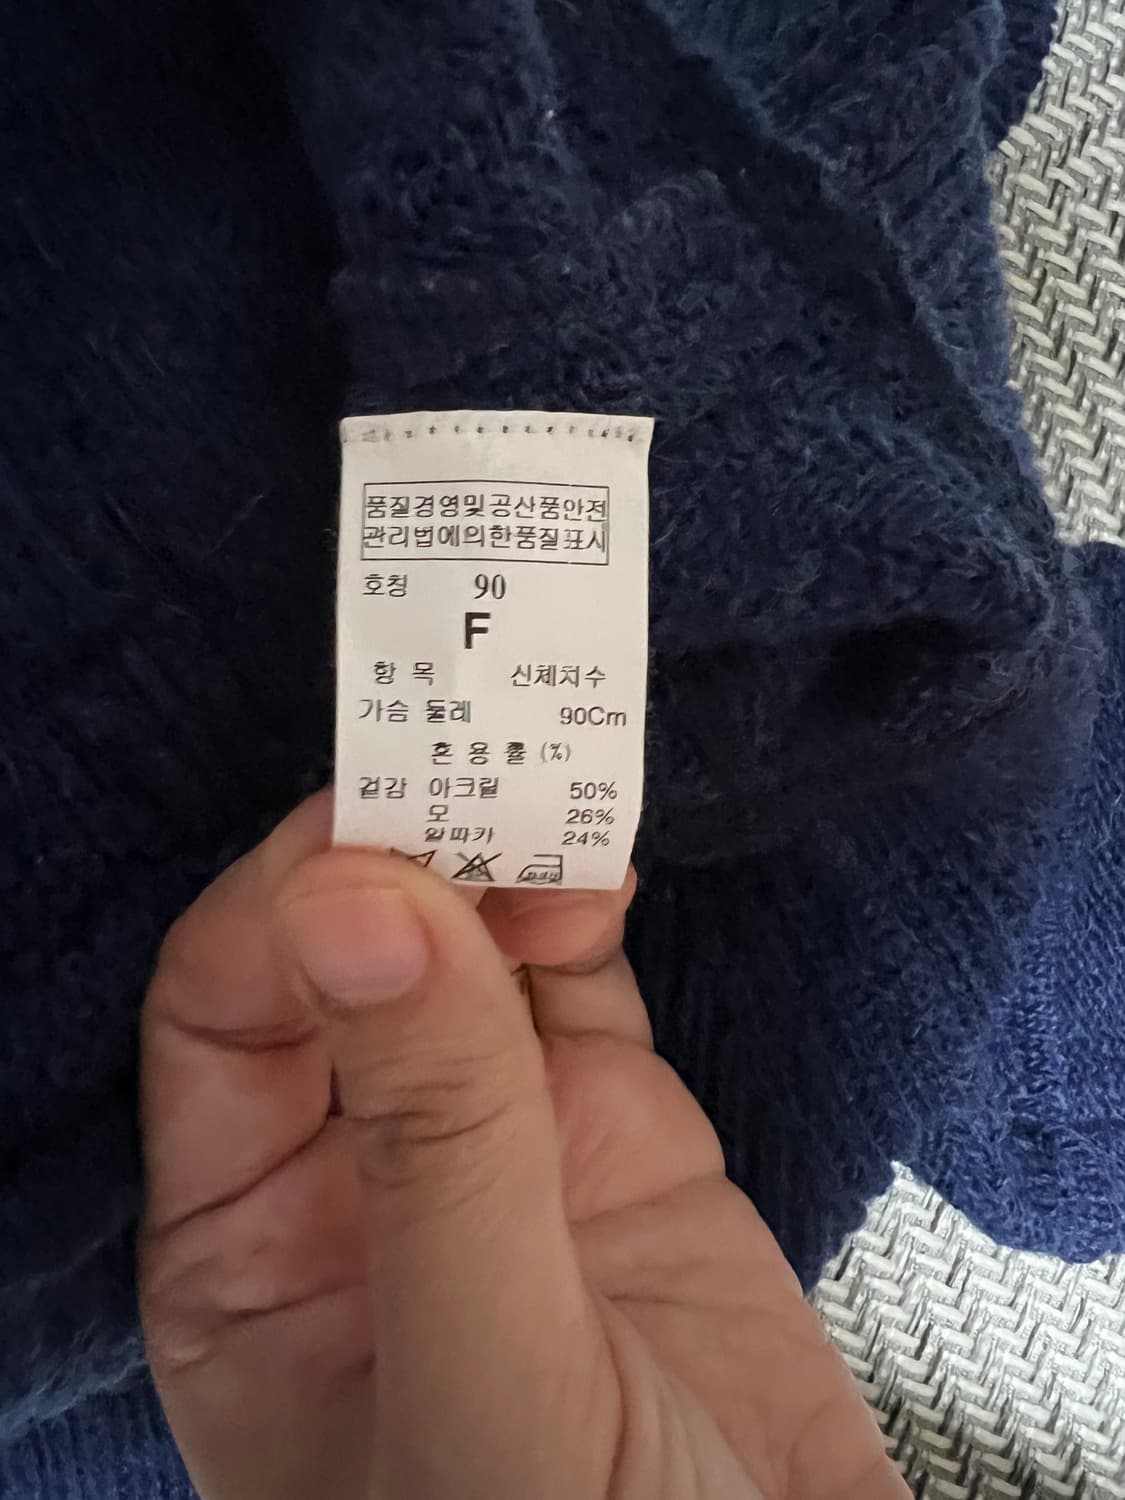 품질경영및공산품안전
관리법에의한품질표시
호칭 90
F
항 목 신체치수
가슴 둘레 90Cm
혼 용 률 (%)
겉감 아크릴 50%
모 26%
알파카 24%